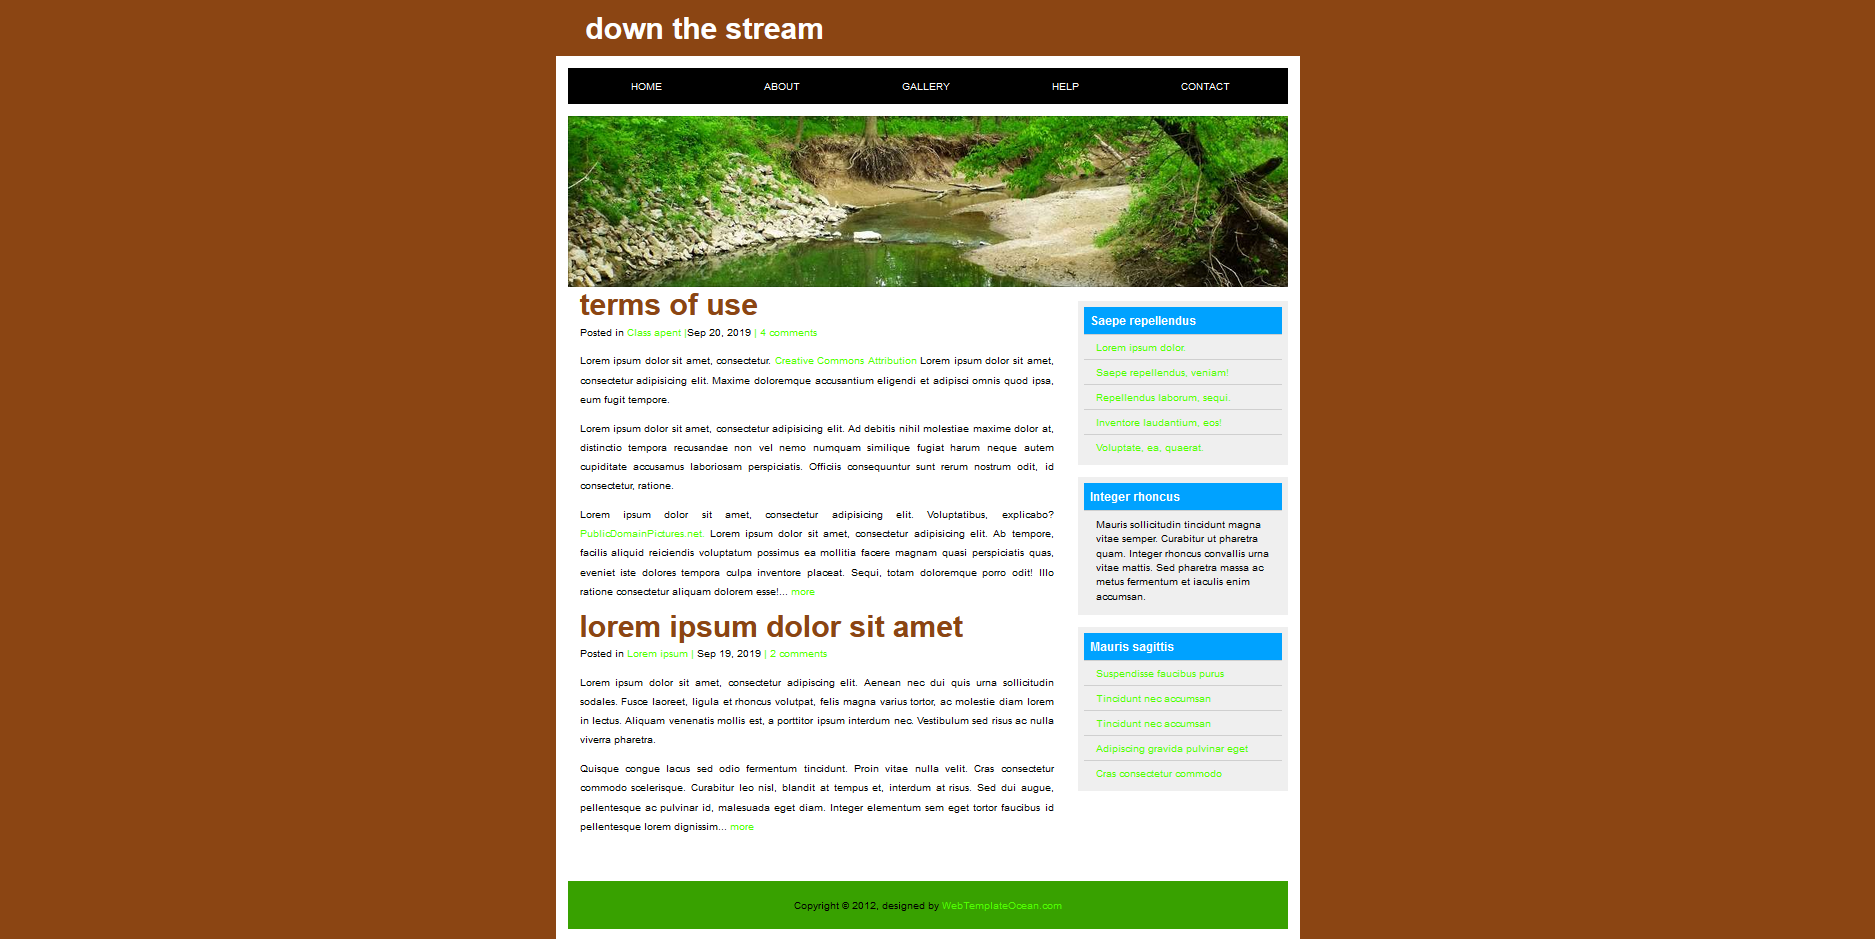 down the stream
HOME ABOUT GALLERY HELP CONTACT
terms of use
Posted in Class apent |Sep 20, 2019 | 4 comments
Lorem ipsum dolor sit amet, consectetur. Creative Commons Attribution Lorem ipsum dolor sit amet,
consectetur adipisicing elit. Maxime doloremque accusantium eligendi et adipisci omnis quod ipsa,
eum fugit tempore.
Lorem ipsum dolor sit amet, consectetur adipisicing elit. Ad debitis nihil molestiae maxime dolor at,
distinctio tempora recusandae non vel nemo numquam similique fugiat harum neque autem
cupiditate accusamus laboriosam perspiciatis. Officiis consequuntur sunt rerum nostrum odit, id
consectetur, ratione.
Lorem ipsum dolor sit amet, consectetur adipisicing elit. Voluptatibus, explicabo?
PublicDomainPictures.net. Lorem ipsum dolor sit amet, consectetur adipisicing elit. Ab tempore,
facilis aliquid reiciendis voluptatum possimus ea mollitia facere magnam quasi perspiciatis quas,
eveniet iste dolores tempora culpa inventore placeat. Sequi, totam doloremque porro odit! Illo
ratione consectetur aliquam dolorem esse!... more
lorem ipsum dolor sit amet
Posted in Lorem ipsum | Sep 19, 2019 | 2 comments
Lorem ipsum dolor sit amet, consectetur adipiscing elit. Aenean nec dui quis urna sollicitudin
sodales. Fusce laoreet, ligula et rhoncus volutpat, felis magna varius tortor, ac molestie diam lorem
in lectus. Aliquam venenatis mollis est, a porttitor ipsum interdum nec. Vestibulum sed risus ac nulla
viverra pharetra.
Quisque congue lacus sed odio fermentum tincidunt. Proin vitae nulla velit. Cras consectetur
commodo scelerisque. Curabitur leo nisl, blandit at tempus et, interdum at risus. Sed dui augue,
pellentesque ac pulvinar id, malesuada eget diam. Integer elementum sem eget tortor faucibus id
pellentesque lorem dignissim... more
Saepe repellendus
Lorem ipsum dolor.
Saepe repellendus, veniam!
Repellendus laborum, sequi.
Inventore laudantium, eos!
Voluptate, ea, quaerat.
Integer rhoncus
Mauris sollicitudin tincidunt magna
vitae semper. Curabitur ut pharetra
quam. Integer rhoncus convallis urna
vitae mattis. Sed pharetra massa ac
metus fermentum et iaculis enim
accumsan.
Mauris sagittis
Suspendisse faucibus purus
Tincidunt nec accumsan
Tincidunt nec accumsan
Adipiscing gravida pulvinar eget
Cras consectetur commodo
Copyright © 2012, designed by WebTemplateOcean.com